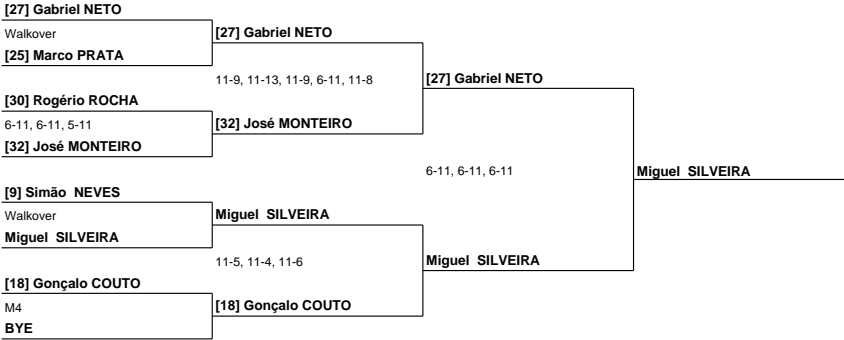 [27] Gabriel NETO
Walkover
[25] Marco PRATA
[27] Gabriel NETO
11-9, 11-13, 11-9, 6-11, 11-8
[27] Gabriel NETO
[30] Rogério ROCHA
6-11, 6-11, 5-11
[32] José MONTEIRO
[32] José MONTEIRO
6-11, 6-11, 6-11
Miguel SILVEIRA
[9] Simão NEVES
Walkover
Miguel SILVEIRA
Miguel SILVEIRA
11-5, 11-4, 11-6
Miguel SILVEIRA
[18] Gonçalo COUTO
M4
BYE
[18] Gonçalo COUTO